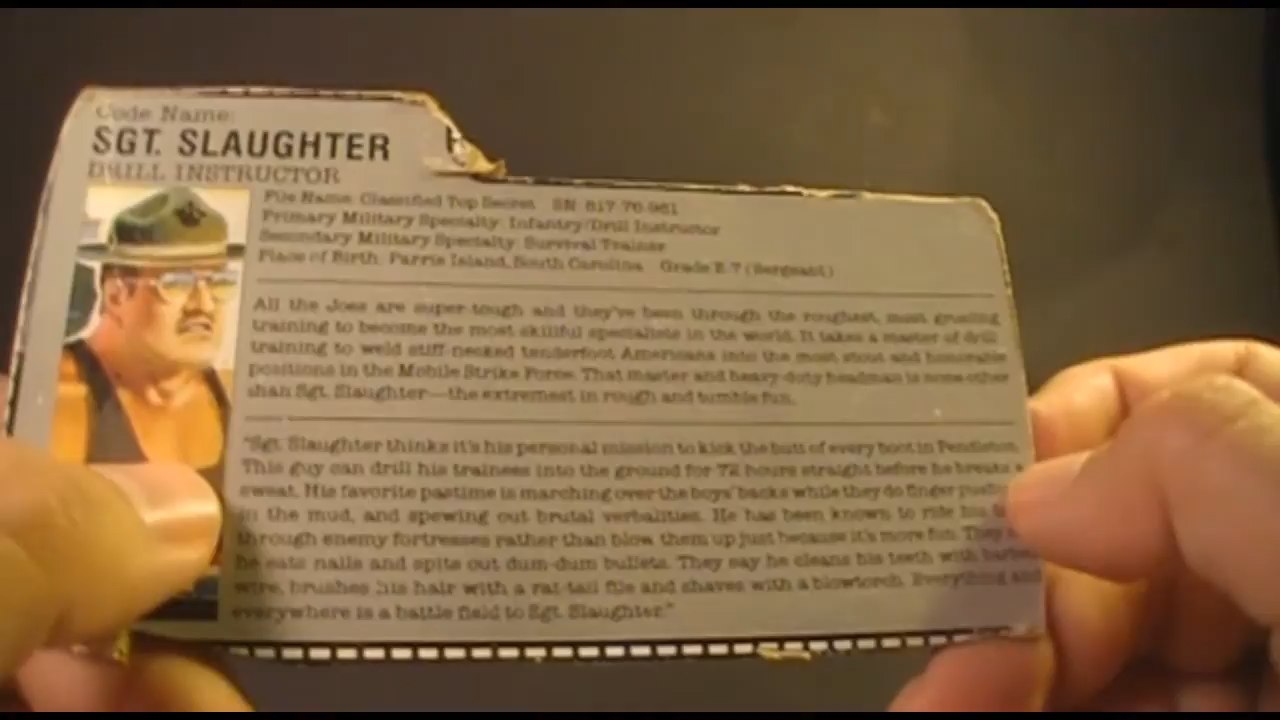 Code Name:
SGT. SLAUGHTER
DRILL INSTRUCTOR
File Name: Classified Top Secret SN: 817-76-961
Primary Military Specialty: Infantry/Drill Instructor
Secondary Military Specialty: Survival Trainer
Place of Birth: Parris Island, South Carolina Grade E-7 (Sergeant)
All the Joes are super-tough and they've been through the roughest, most grueling
training to become the most skillful specialists in the world. It takes a master of drill
training to weld stiff-necked tenderfoot Americans into the most stout and honorable
positions in the Mobile Strike Force. That master and heavy-duty headman is none other
than Sgt. Slaughter—the extremest in rough and tumble fun.
"Sgt. Slaughter thinks it's his personal mission to kick the butt of every boot in Pendleton.
This guy can drill his trainees into the ground for 72 hours straight before he breaks a
sweat. His favorite pastime is marching over the boys' backs while they do finger
in the mud, and spewing out brutal verbalities. He has been known to ride his
through enemy fortresses rather than blow them up just because it's more fun. They
he eats nails and spits out dum-dum bullets. They say he cleans his teeth with
wire, brushes his hair with a rat-tail file and shaves with a blowtorch. Everything and
everywhere is a battle field to Sgt. Slaughter."